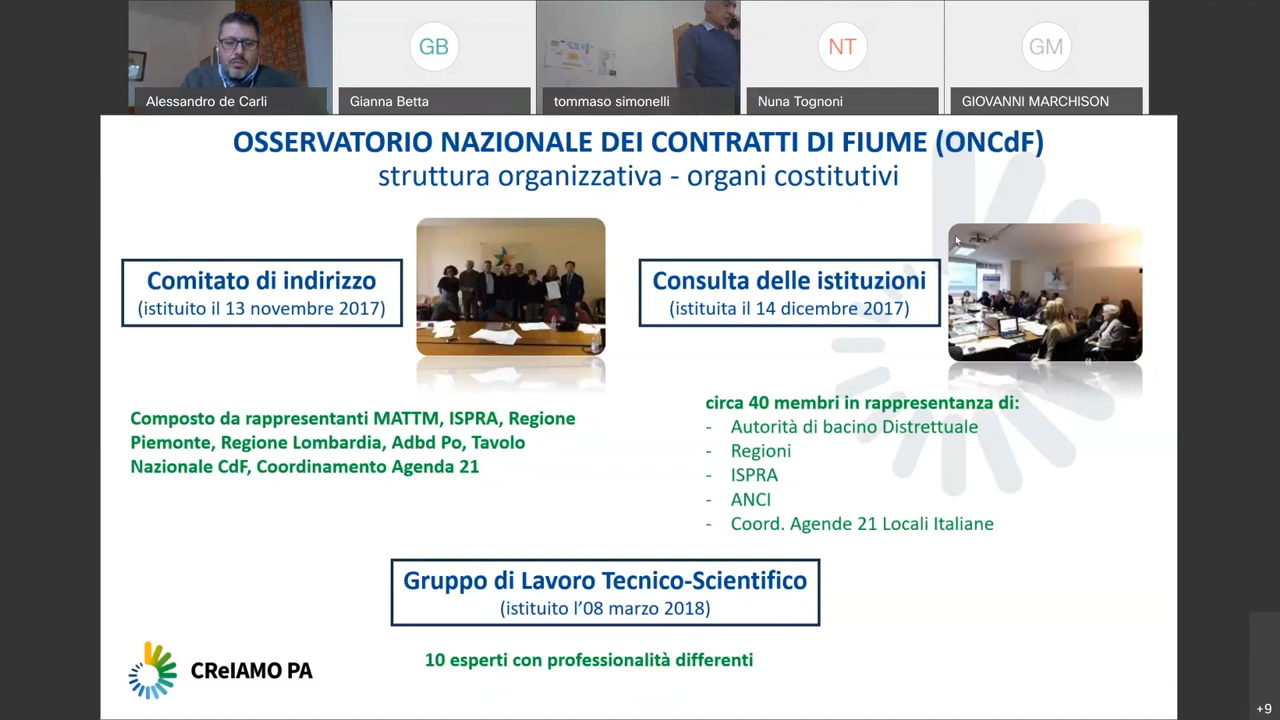 GB
NT
GM
Alessandro de Carli
Gianna Betta
tommaso simonelli
Nuna Tognoni
GIOVANNI MARCHISON
OSSERVATORIO NAZIONALE DEI CONTRATTI DI FIUME (ONCdF)
struttura organizzativa - organi costitutivi
Comitato di indirizzo
(istituito il 13 novembre 2017)
Consulta delle istituzioni
(istituita il 14 dicembre 2017)
Composto da rappresentanti MATTM, ISPRA, Regione
Piemonte, Regione Lombardia, Adbd Po, Tavolo
Nazionale CdF, Coordinamento Agenda 21
circa 40 membri in rappresentanza di:
- Autorità di bacino Distrettuale
- Regioni
- ISPRA
- ANCI
- Coord. Agende 21 Locali Italiane
Gruppo di Lavoro Tecnico-Scientifico
(istituito l’08 marzo 2018)
10 esperti con professionalità differenti
CReIAMO PA
+9